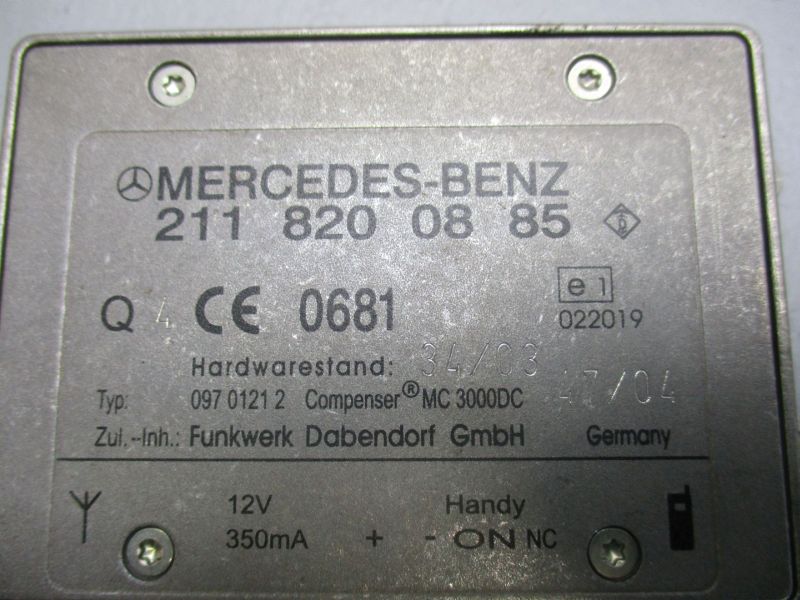 MERCEDES-BENZ
211 820 08 85
Q 4 CE 0681 e 1
022019
Hardwarestand: 34/03
Typ: 097 0121 2 Compenser® MC 3000DC 47/04
Zul.-Inh.: Funkwerk Dabendorf GmbH Germany
12V Handy
350mA + - ON NC